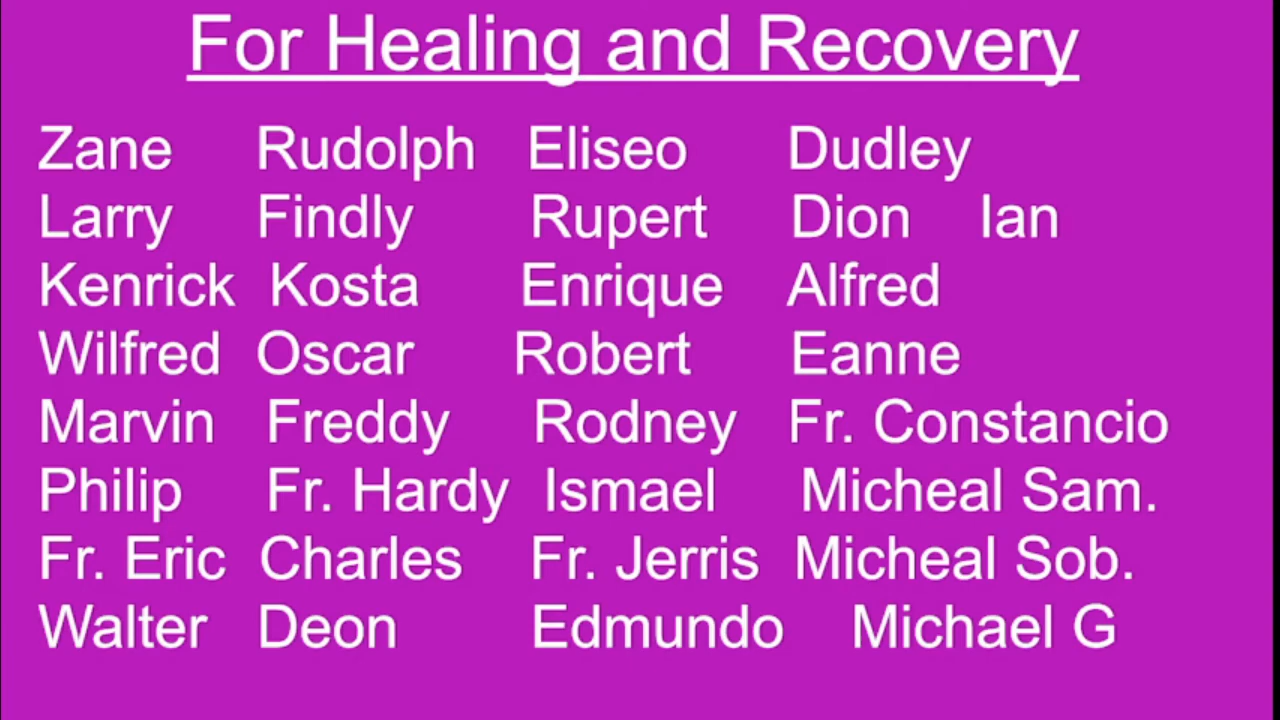 For Healing and Recovery
Zane Rudolph Eliseo Dudley
Larry Findly Rupert Dion Ian
Kenrick Kosta Enrique Alfred
Wilfred Oscar Robert Eanne
Marvin Freddy Rodney Fr. Constancio
Philip Fr. Hardy Ismael Micheal Sam.
Fr. Eric Charles Fr. Jerris Micheal Sob.
Walter Deon Edmundo Michael G